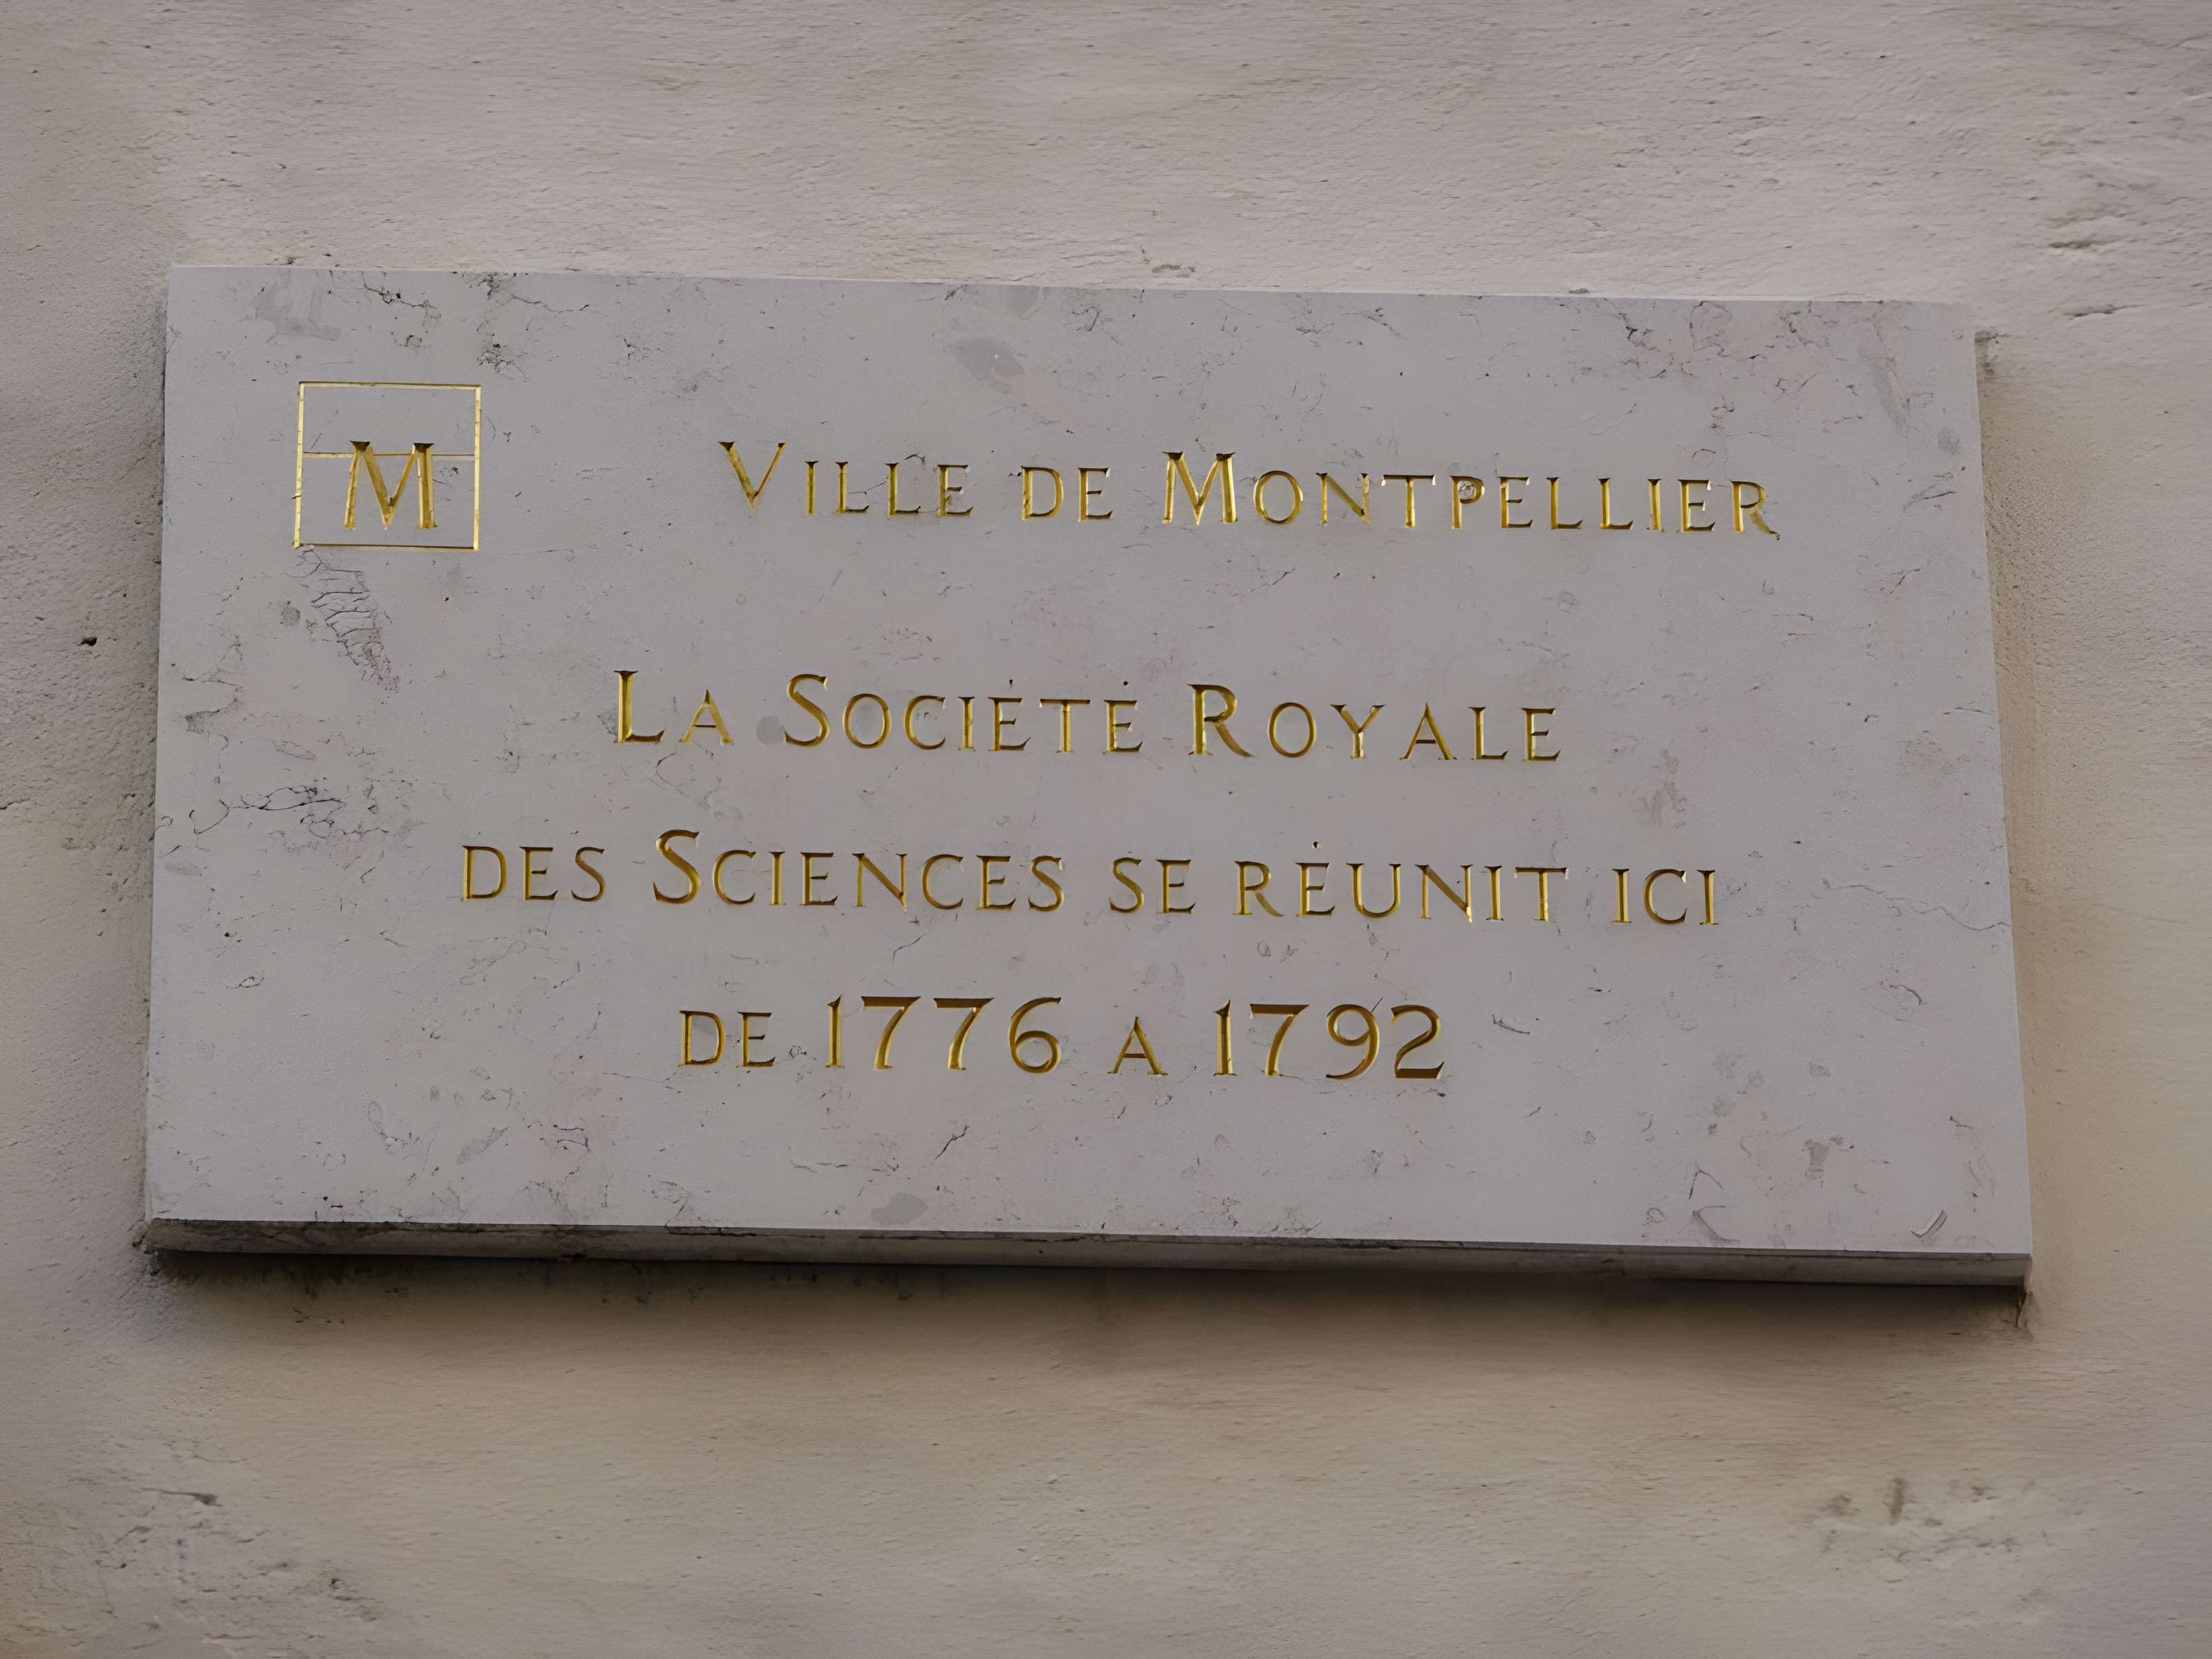 M
VILLE DE MONTPELLIER
LA SOCIÉTÉ ROYALE
DES SCIENCES SE RÉUNIT ICI
DE 1776 A 1792